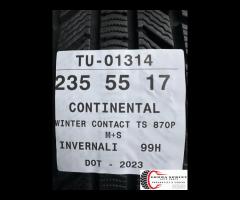 TU-01314
235 55 17
CONTINENTAL
WINTER CONTACT TS 870P
M+S
INVERNALI 99H
DOT - 2023